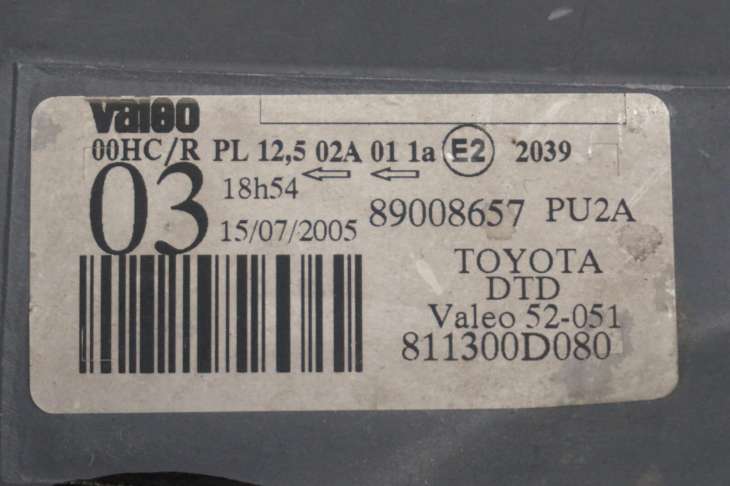 valeo
00HC/R PL 12,5 02A 01 1a E2 2039
03
18h54
15/07/2005
89008657 PU2A
TOYOTA
DTD
Valeo 52-051
811300D080